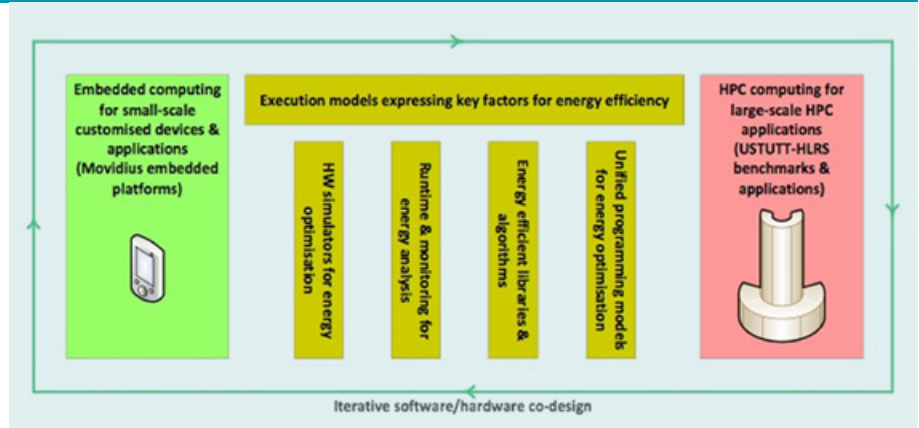 Embedded computing
for small-scale
customised devices &
applications
(Movidius embedded
platforms)
Execution models expressing key factors for energy efficiency
HW simulators for energy
optimisation
Runtime & monitoring for
energy analysis
Energy efficient libraries &
algorithms
Unified programming models
for energy optimisation
HPC computing for
large-scale HPC
applications
(USTUTT-HLRS
benchmarks &
applications)
Iterative software/hardware co-design